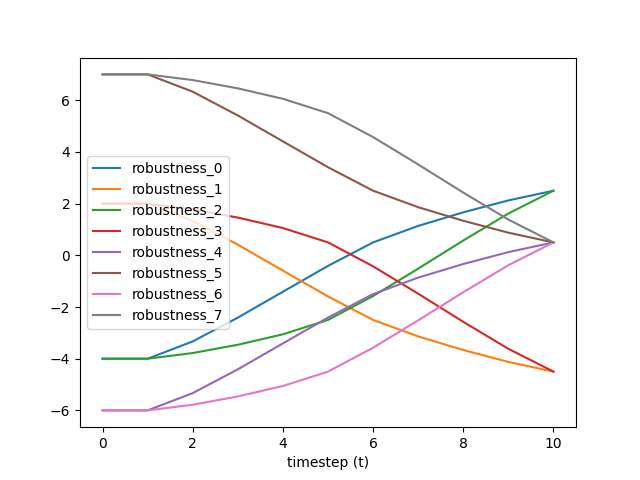 6
4
2
0
−2
−4
−6
robustness_0
robustness_1
robustness_2
robustness_3
robustness_4
robustness_5
robustness_6
robustness_7
0 2 4 6 8 10
timestep (t)